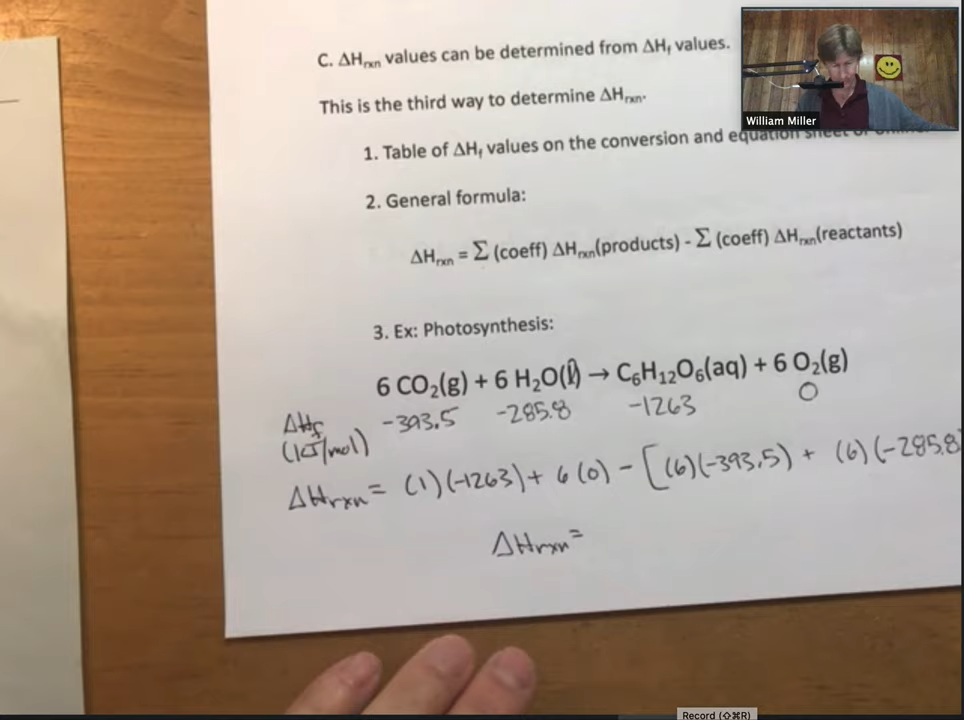 C. ΔHrxn values can be determined from ΔHf values.
This is the third way to determine ΔHrxn.
William Miller
1. Table of ΔHf values on the conversion and equation sheet
2. General formula:
ΔHrxn = Σ (coeff) ΔHrxn(products) - Σ (coeff) ΔHrxn(reactants)
3. Ex: Photosynthesis:
6 CO₂(g) + 6 H₂O(l) → C₆H₁₂O₆(aq) + 6 O₂(g)
ΔHf -393.5 -285.8 -1263 0
(kJ/mol)
ΔHrxn = (1)(-1263) + 6(0) - [(6)(-393.5) + (6)(-285.8
ΔHrxn =
Record (⇧⌘R)